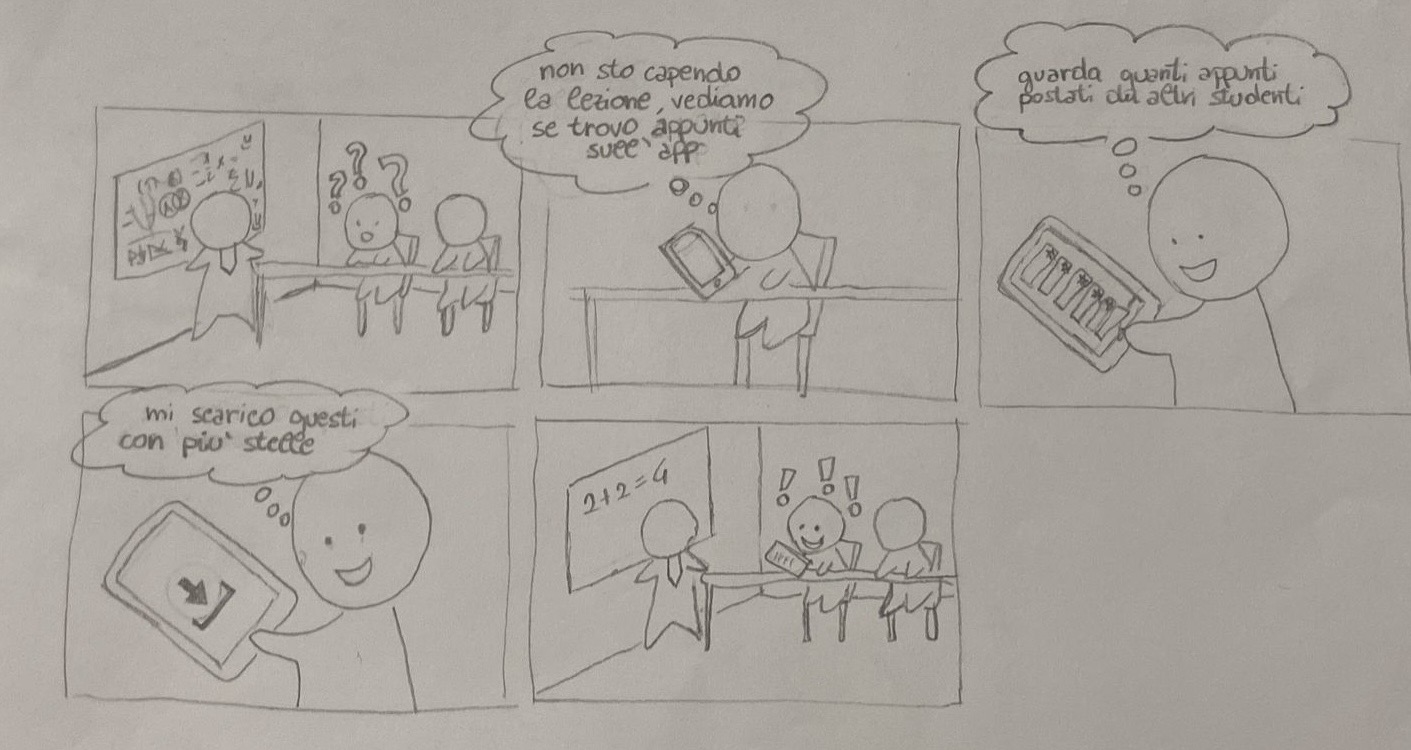 non sto capendo
la lezione, vediamo
se trovo appunti
sull' app
guarda quanti appunti
postati da altri studenti
mi scarico questi
con più stelle
2+2=4